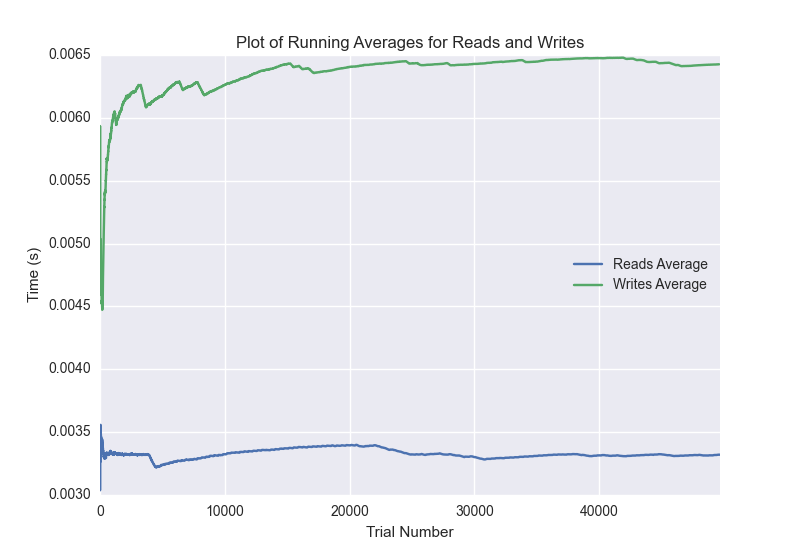 Plot of Running Averages for Reads and Writes
0.0065
0.0060
0.0055
0.0050
0.0045
0.0040
0.0035
0.0030
Time (s)
Reads Average
Writes Average
0 10000 20000 30000 40000
Trial Number